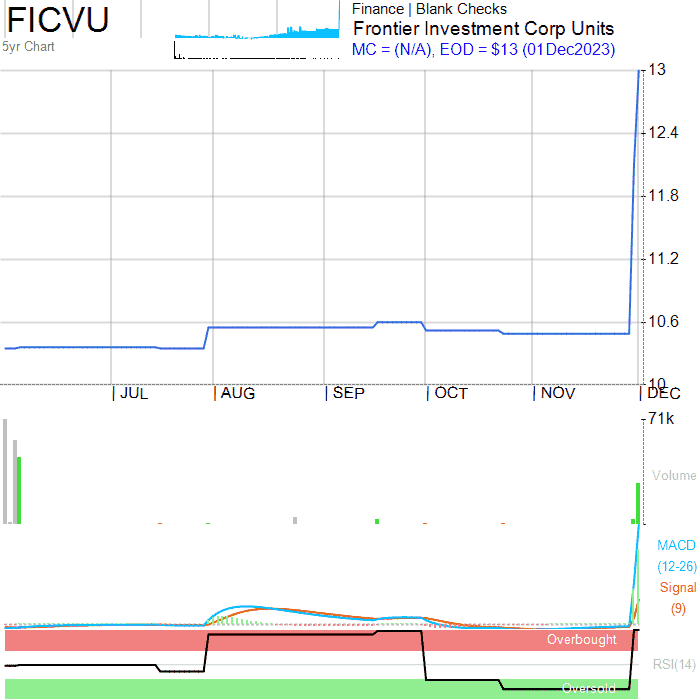 FICVU
5yr Chart
Finance | Blank Checks
Frontier Investment Corp Units
MC = (N/A), EOD = $13 (01Dec2023)
13
12.4
11.8
11.2
10.6
10
JUL
AUG
SEP
OCT
NOV
DEC
71k
Volume
MACD
(12-26)
Signal
(9)
Overbought
RSI(14)
Oversold